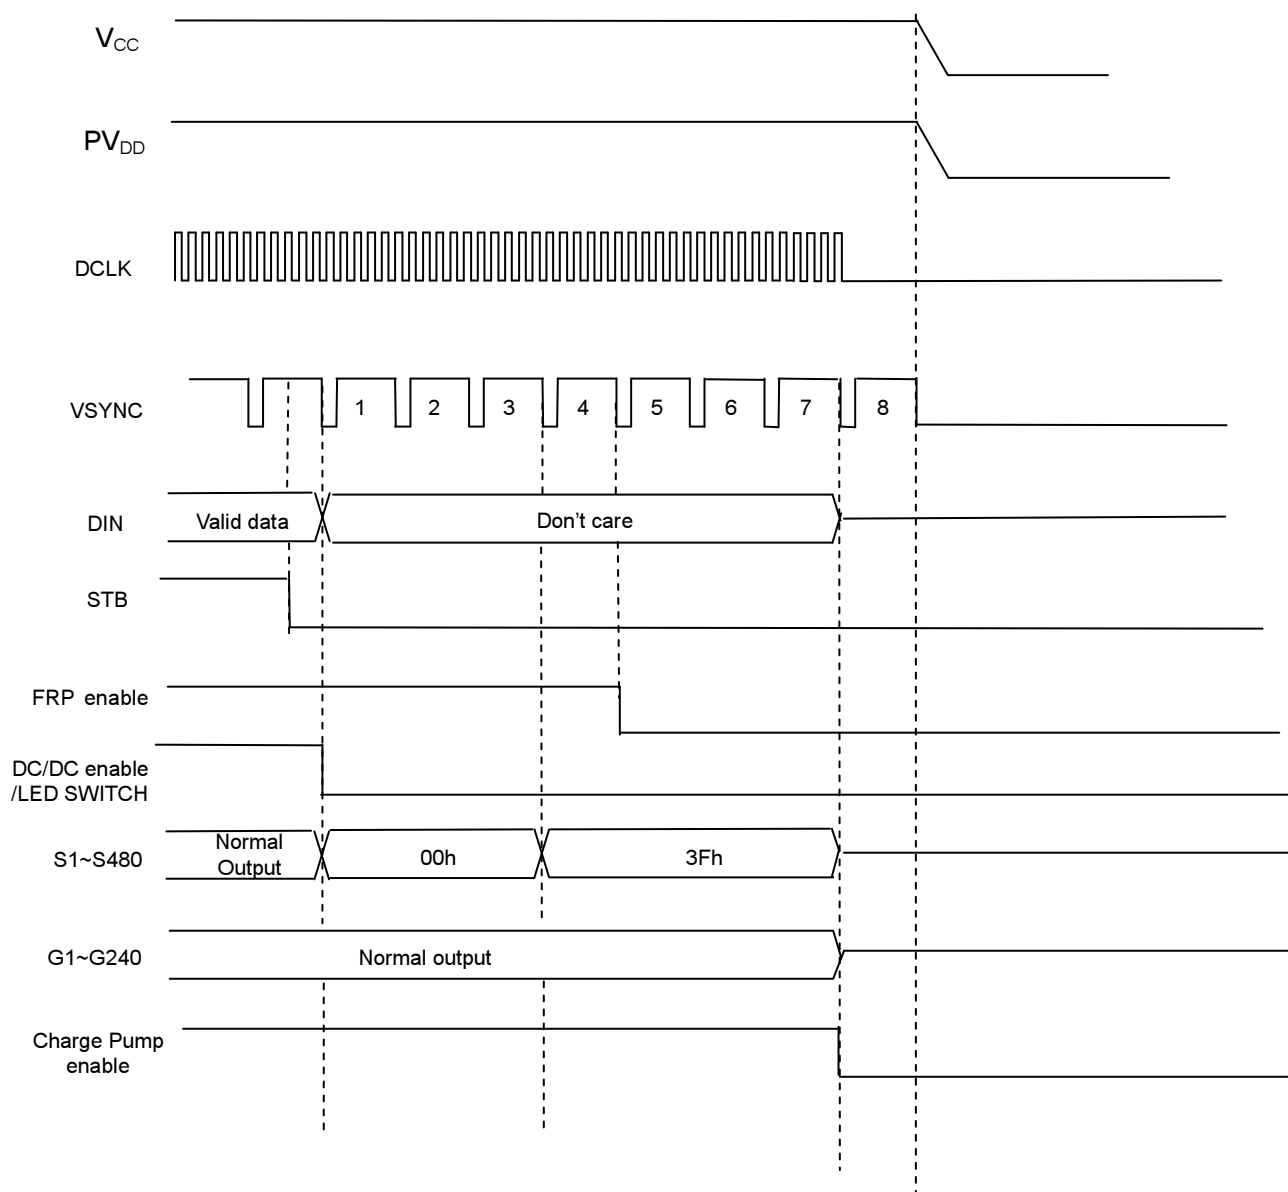 VCC
PVDD
DCLK
VSYNC
1 2 3 4 5 6 7 8
DIN
Valid data
Don't care
STB
FRP enable
DC/DC enable
/LED SWITCH
S1~S480
Normal
Output
00h
3Fh
G1~G240
Normal output
Charge Pump
enable